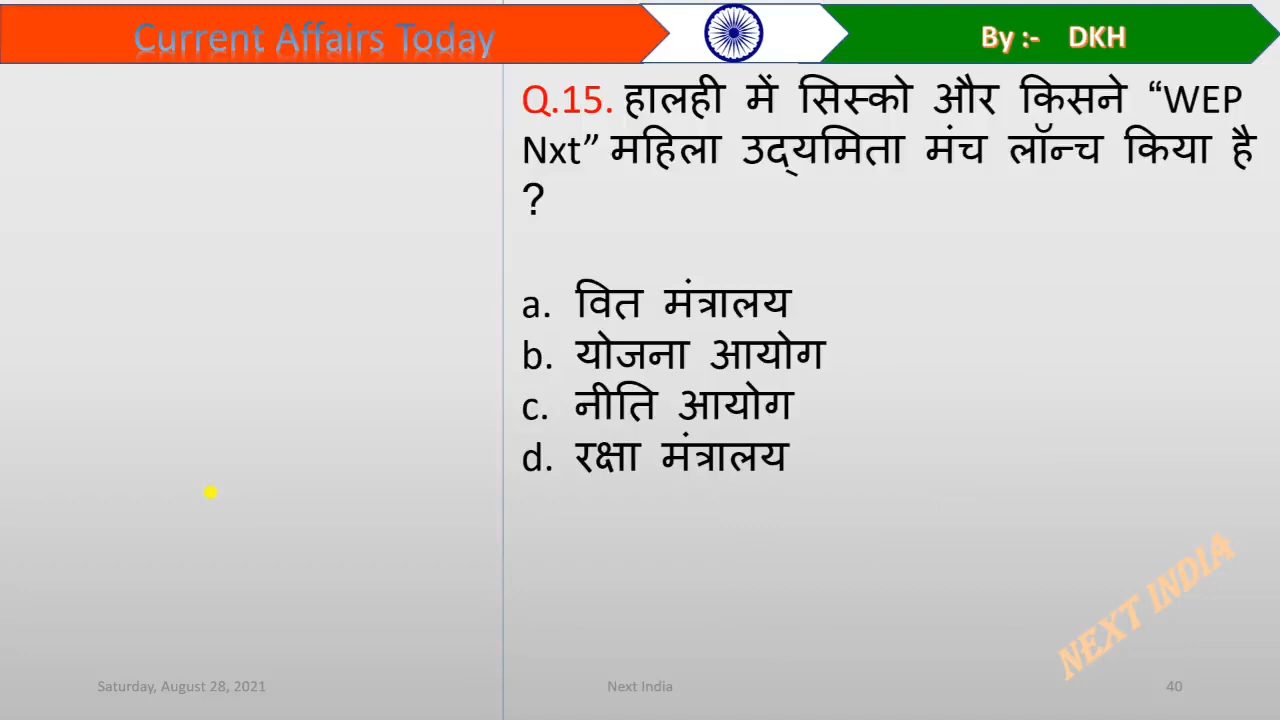 Current Affairs Today
By :- DKH
Q.15. हालही में सिस्को और किसने “WEP
Nxt” महिला उद्यमिता मंच लॉन्च किया है
?
a. वित मंत्रालय
b. योजना आयोग
c. नीति आयोग
d. रक्षा मंत्रालय
NEXT INDIA
Saturday, August 28, 2021
Next India
40